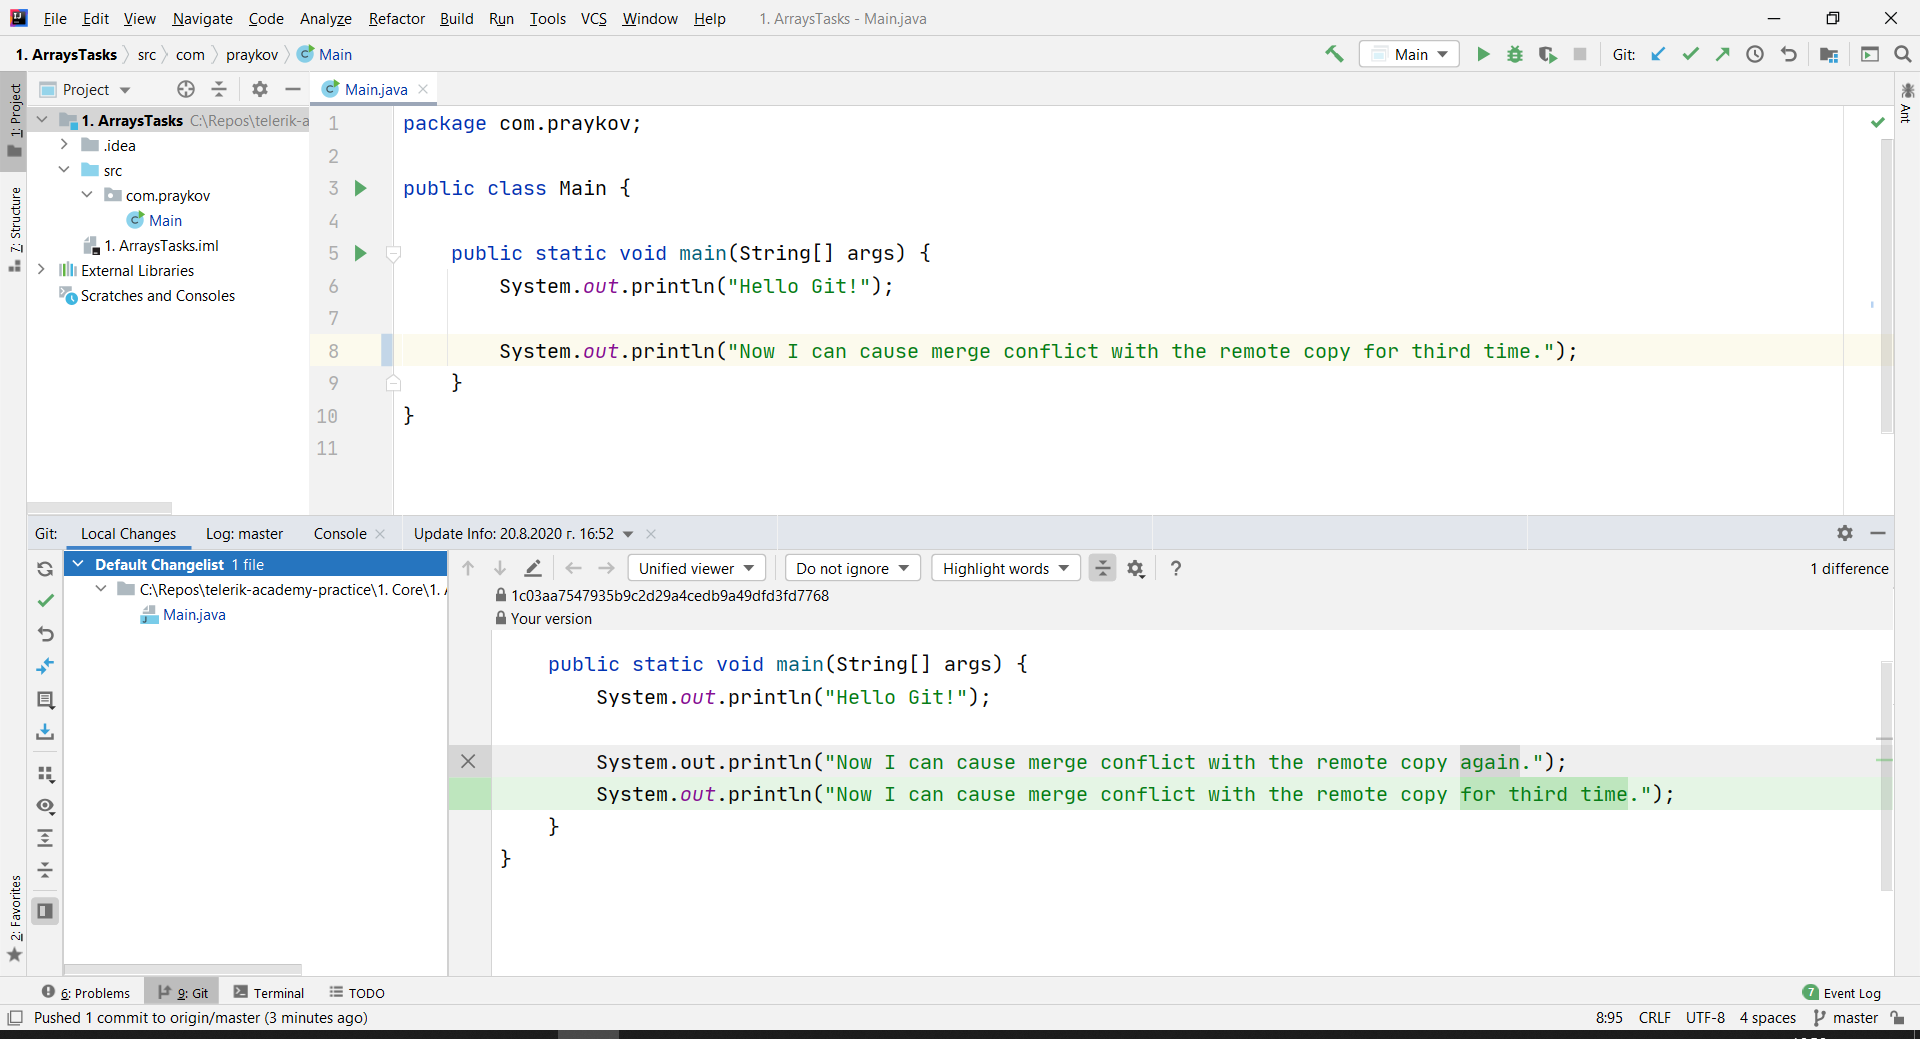 File Edit View Navigate Code Analyze Refactor Build Run Tools VCS Window Help 1. ArraysTasks - Main.java
1. ArraysTasks src com praykov Main Main Git:
Project Main.java
1: Project
7: Structure
2: Favorites
Ant
1. ArraysTasks C:\Repos\telerik-a
.idea
src
com.praykov
Main
1. ArraysTasks.iml
External Libraries
Scratches and Consoles
1 package com.praykov;
2
3 public class Main {
4
5 public static void main(String[] args) {
6 System.out.println("Hello Git!");
7
8 System.out.println("Now I can cause merge conflict with the remote copy for third time.");
9 }
10 }
11
Git: Local Changes Log: master Console Update Info: 20.8.2020 г. 16:52
Default Changelist 1 file
C:\Repos\telerik-academy-practice\1. Core\1. A
Main.java
Unified viewer Do not ignore Highlight words ? 1 difference
1c03aa7547935b9c2d29a4cedb9a49dfd3fd7768
Your version
public static void main(String[] args) {
System.out.println("Hello Git!");
System.out.println("Now I can cause merge conflict with the remote copy again.");
System.out.println("Now I can cause merge conflict with the remote copy for third time.");
}
}
6: Problems 9: Git Terminal TODO 7 Event Log
Pushed 1 commit to origin/master (3 minutes ago) 8:95 CRLF UTF-8 4 spaces master